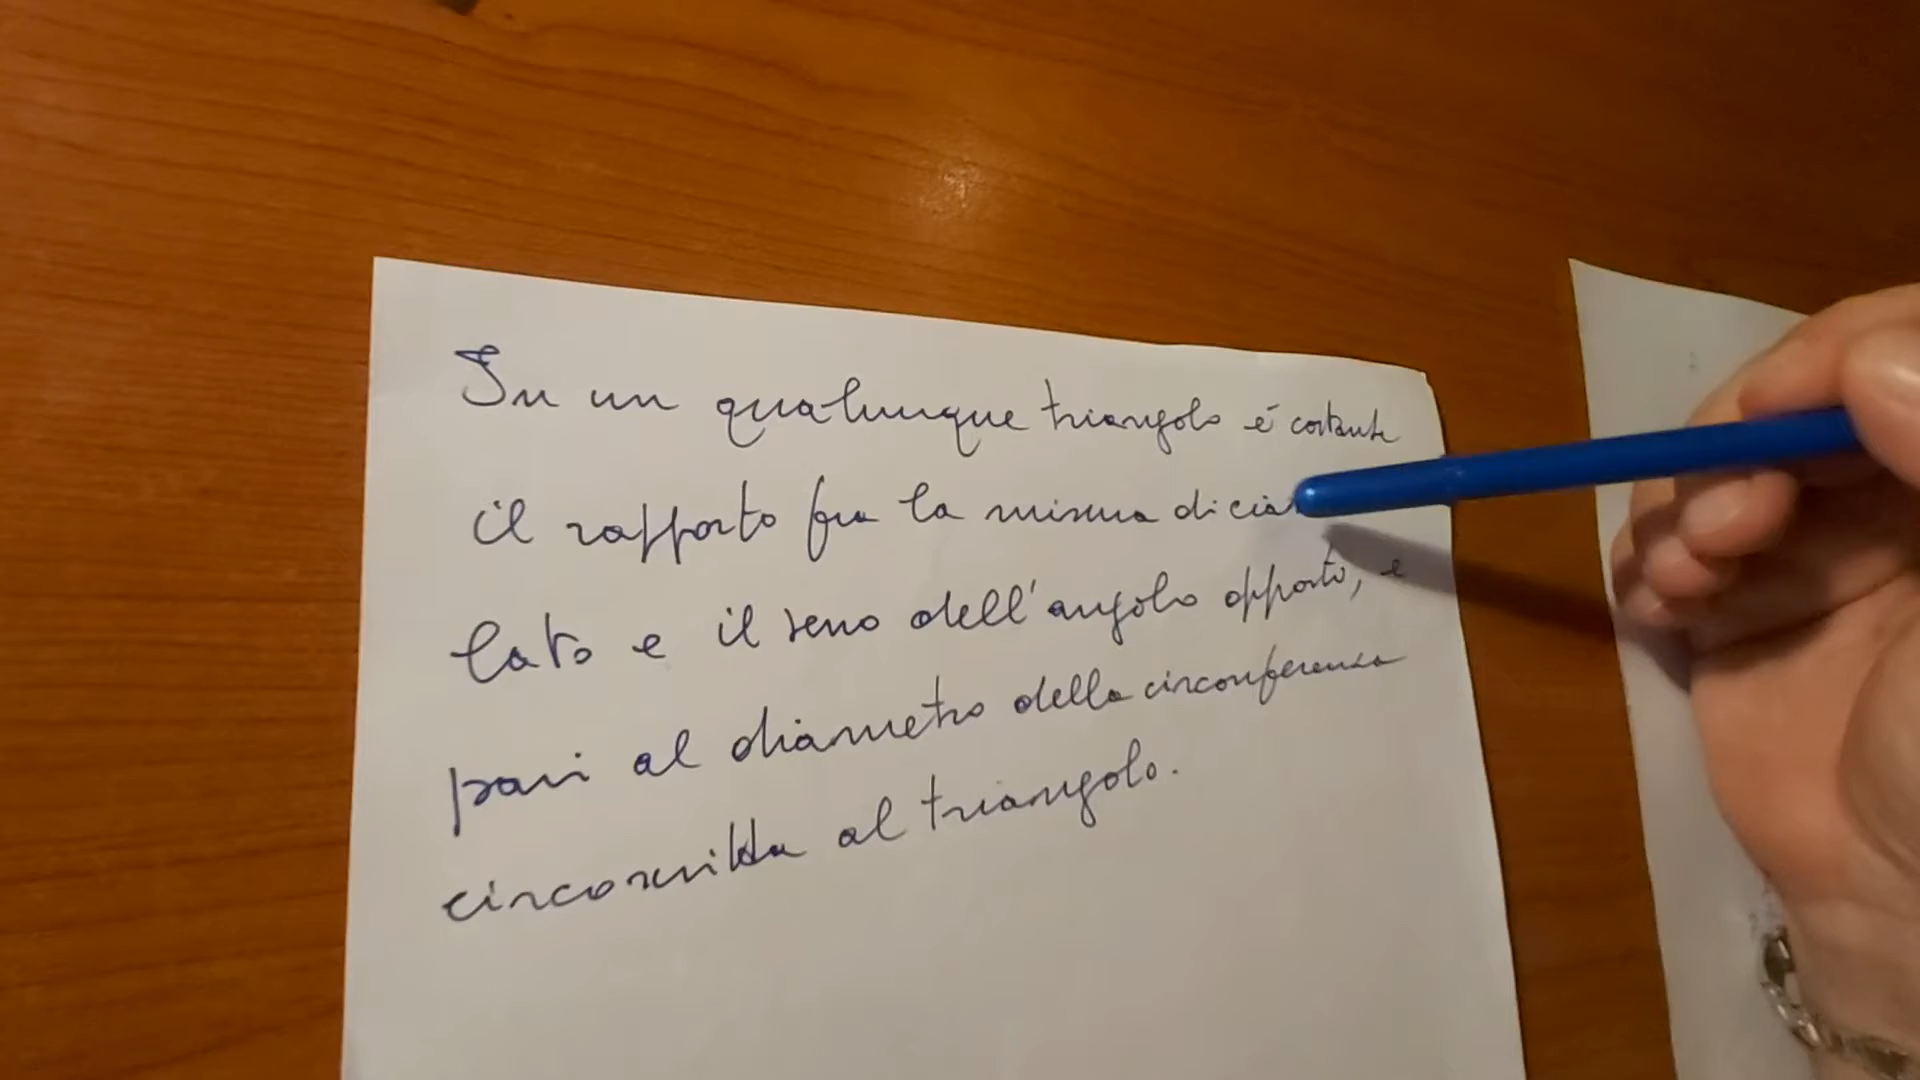 In un qualunque triangolo é costante
il rapporto fra la misura di
lato e il seno dell'angolo opposto, e
pari al diametro della circonferenza
circoscritta al triangolo.